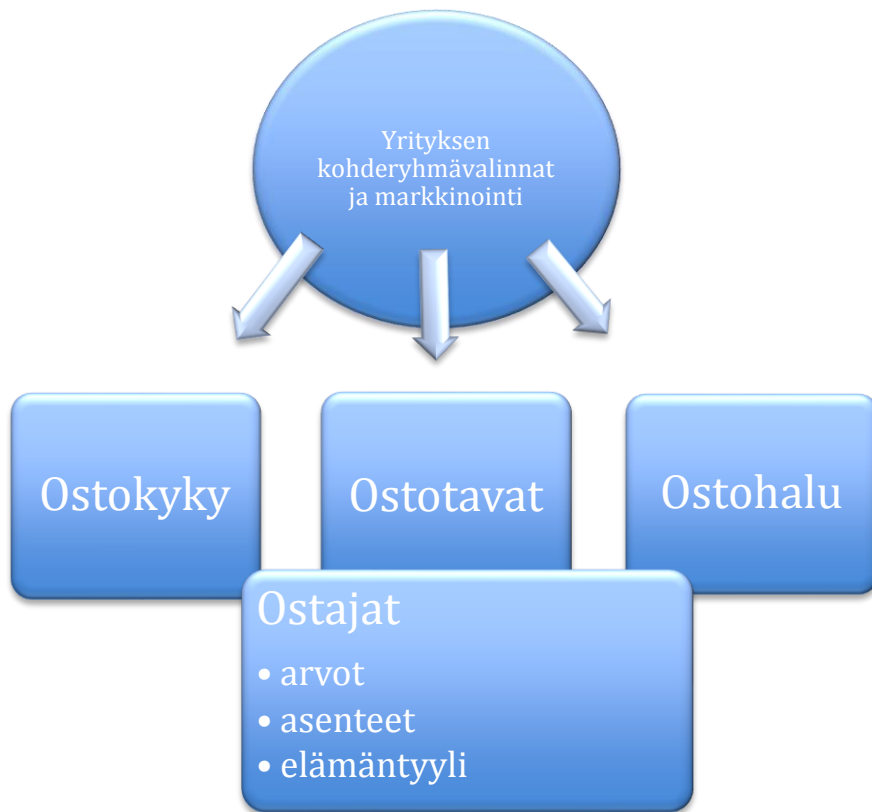 Yrityksen
kohderyhmävalinnat
ja markkinointi
Ostokyky
Ostotavat
Ostohalu
Ostajat
• arvot
• asenteet
• elämäntyyli